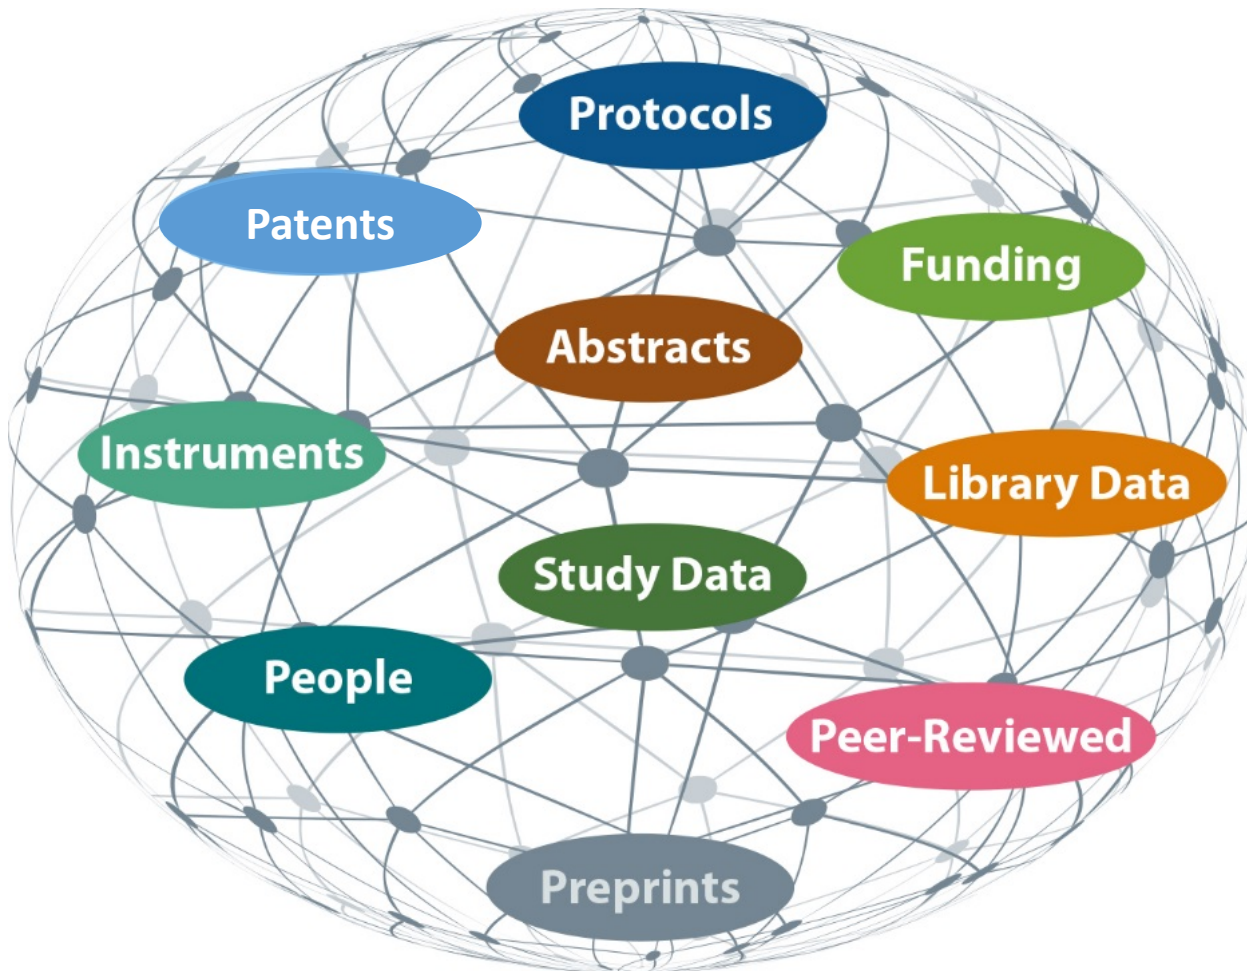 Protocols
Patents
Funding
Abstracts
Instruments
Library Data
Study Data
People
Peer-Reviewed
Preprints